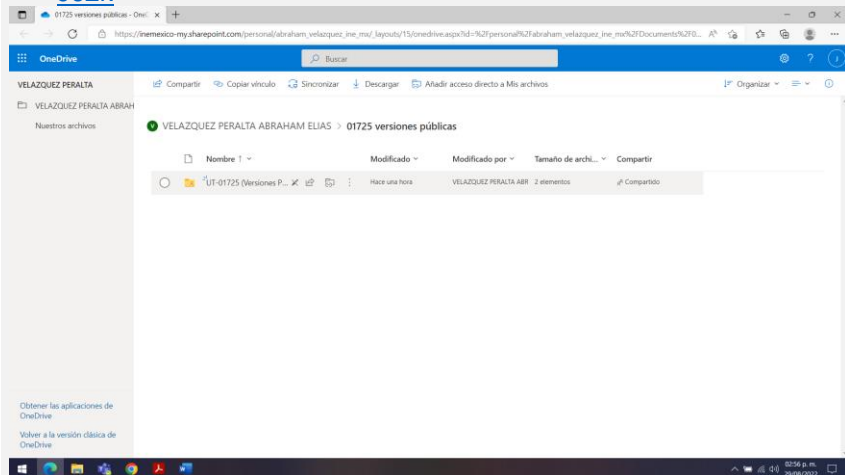 01725 versiones públicas - OneD
https://inemexico-my.sharepoint.com/personal/abraham_velazquez_ine_mx/_layouts/15/onedrive.aspx?id=%2Fpersonal%2Fabraham_velazquez_ine_mx%2FDocuments%2F0...
OneDrive
Buscar
VELAZQUEZ PERALTA
Compartir Copiar vínculo Sincronizar Descargar Añadir acceso directo a Mis archivos Organizar
VELAZQUEZ PERALTA ABRAH
Nuestros archivos
V VELAZQUEZ PERALTA ABRAHAM ELIAS > 01725 versiones públicas
Nombre ↑ Modificado Modificado por Tamaño de archi... Compartir
UT-01725 (Versiones P... Hace una hora VELAZQUEZ PERALTA ABR 2 elementos Compartido
Obtener las aplicaciones de
OneDrive
Volver a la versión clásica de
OneDrive
02:56 p. m.
29/08/2022